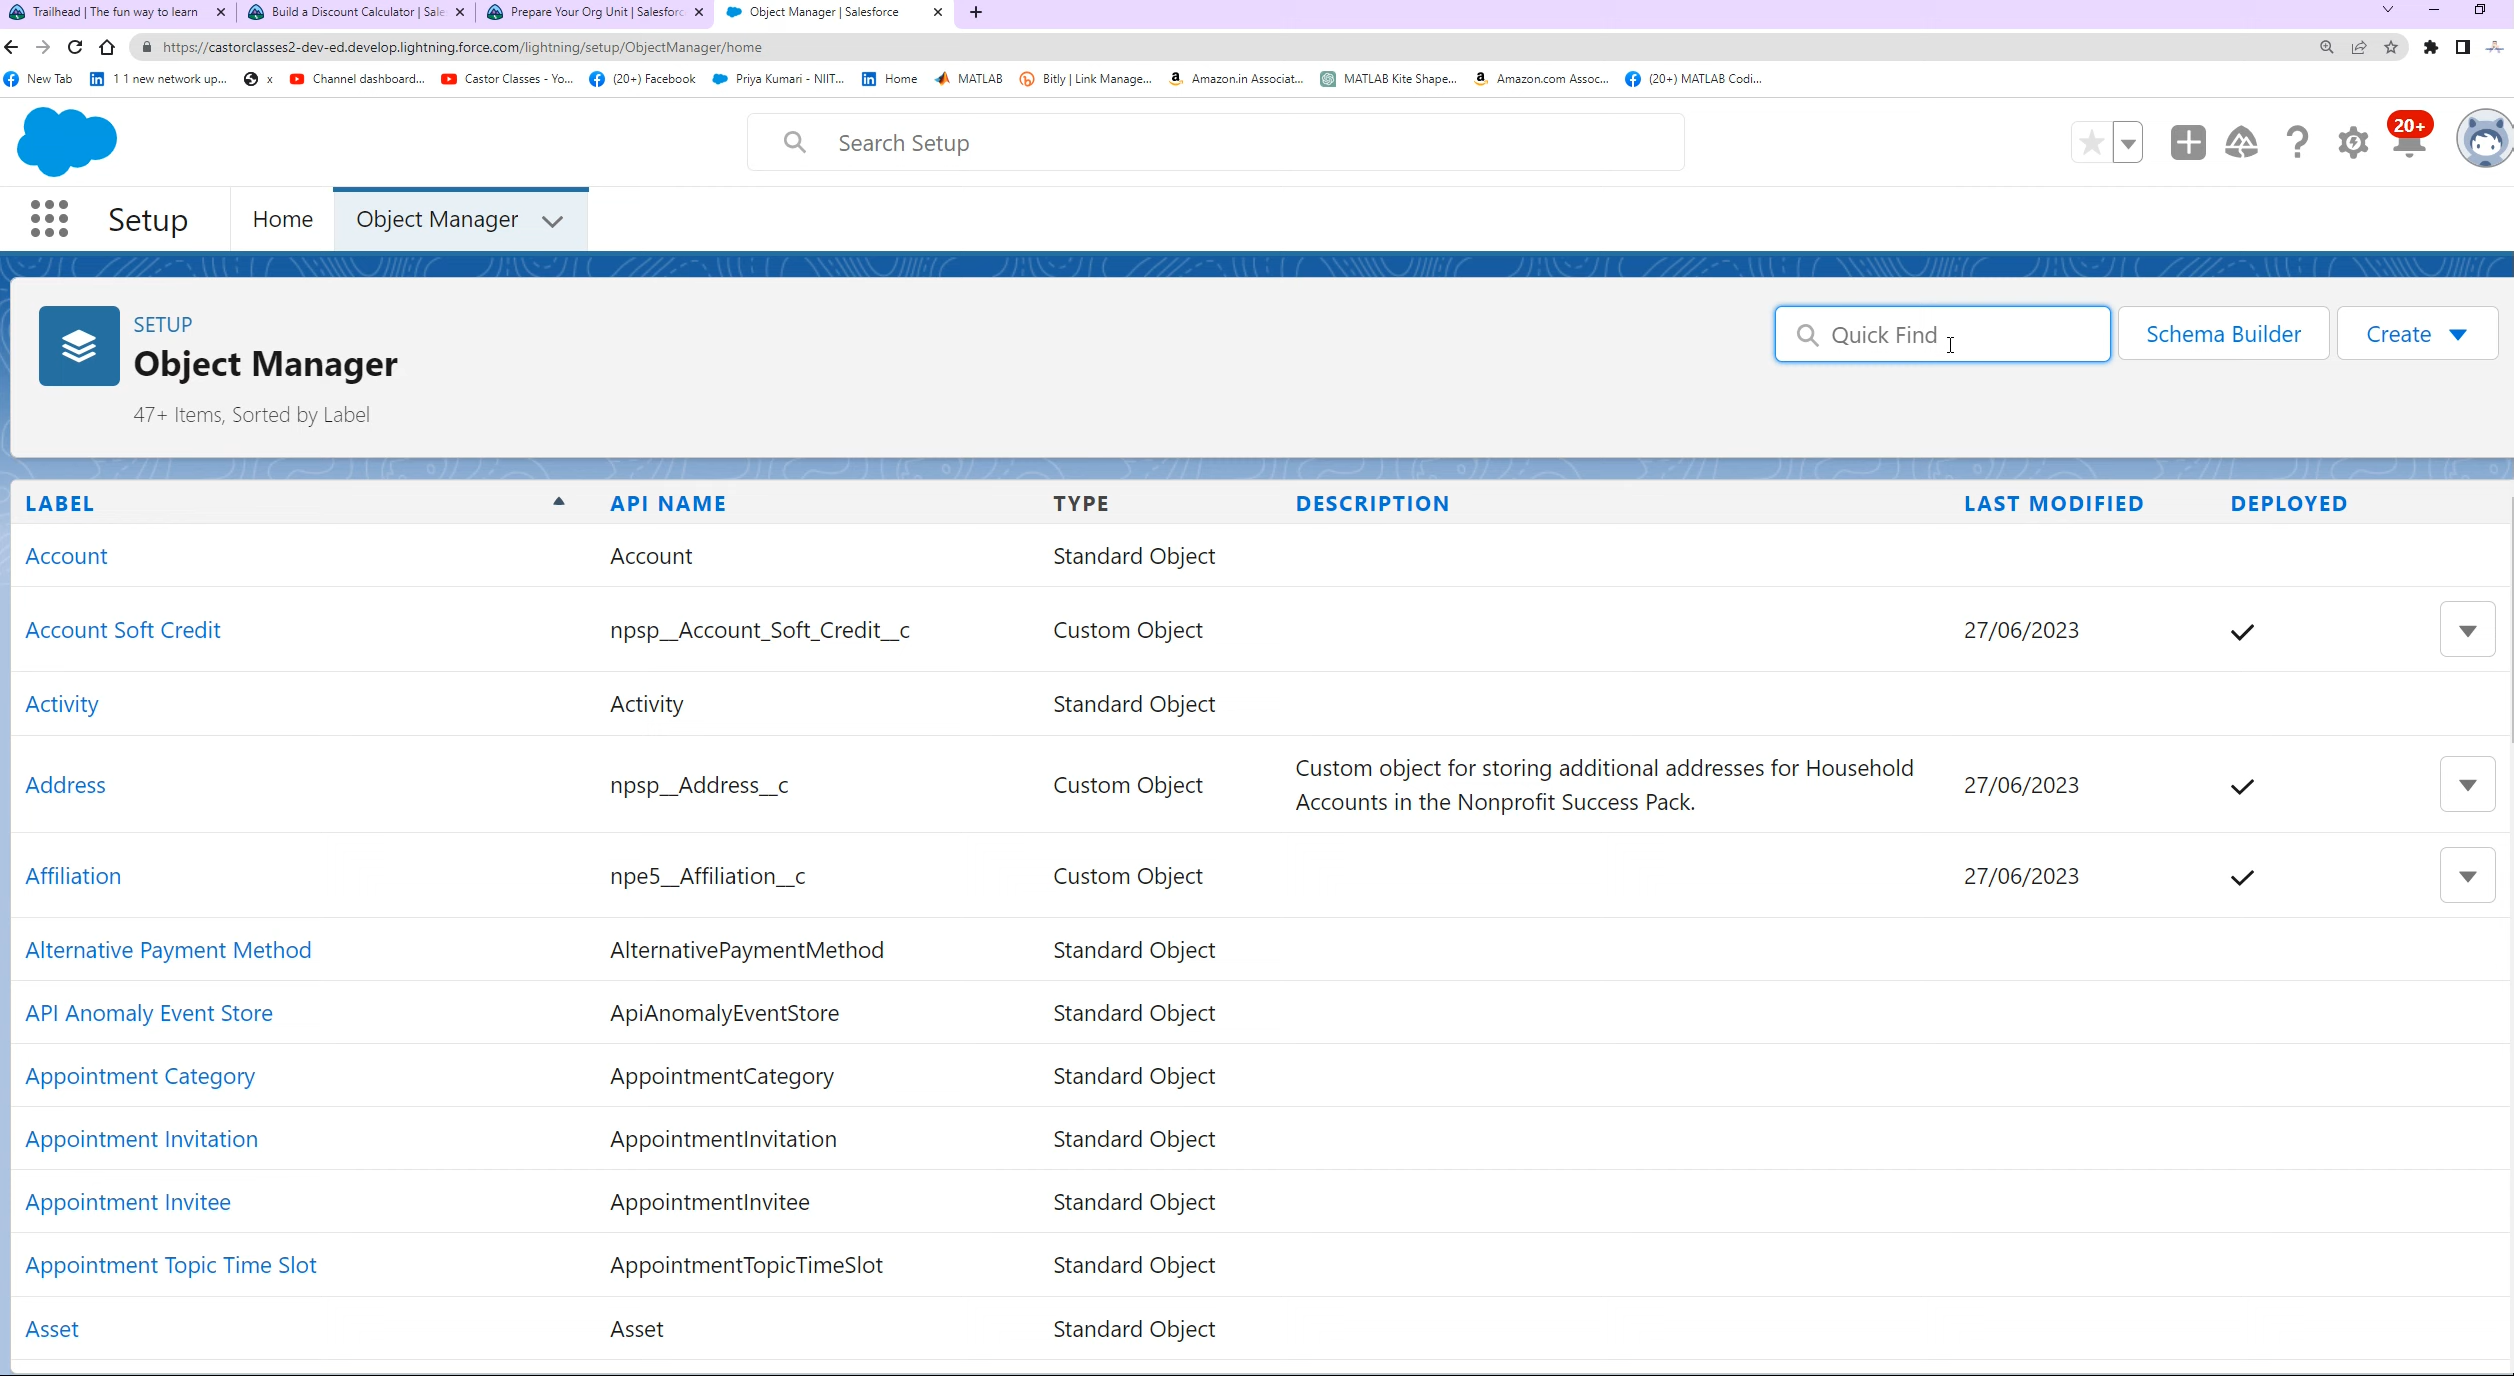 Trailhead | The fun way to learn
Build a Discount Calculator | Sale
Prepare Your Org Unit | Salesforc
Object Manager | Salesforce
https://castorclasses2-dev-ed.develop.lightning.force.com/lightning/setup/ObjectManager/home
New Tab
1 1 new network up...
x
Channel dashboard...
Castor Classes - Yo...
(20+) Facebook
Priya Kumari - NIIT...
Home
MATLAB
Bitly | Link Manage...
Amazon.in Associat...
MATLAB Kite Shape...
Amazon.com Assoc...
(20+) MATLAB Codi...
Search Setup
20+
Setup
Home
Object Manager
SETUP
Object Manager
47+ Items, Sorted by Label
Quick Find
Schema Builder
Create
LABEL API NAME TYPE DESCRIPTION LAST MODIFIED DEPLOYED
Account Account Standard Object
Account Soft Credit npsp__Account_Soft_Credit__c Custom Object 27/06/2023
Activity Activity Standard Object
Address npsp__Address__c Custom Object Custom object for storing additional addresses for Household 27/06/2023
Accounts in the Nonprofit Success Pack.
Affiliation npe5__Affiliation__c Custom Object 27/06/2023
Alternative Payment Method AlternativePaymentMethod Standard Object
API Anomaly Event Store ApiAnomalyEventStore Standard Object
Appointment Category AppointmentCategory Standard Object
Appointment Invitation AppointmentInvitation Standard Object
Appointment Invitee AppointmentInvitee Standard Object
Appointment Topic Time Slot AppointmentTopicTimeSlot Standard Object
Asset Asset Standard Object